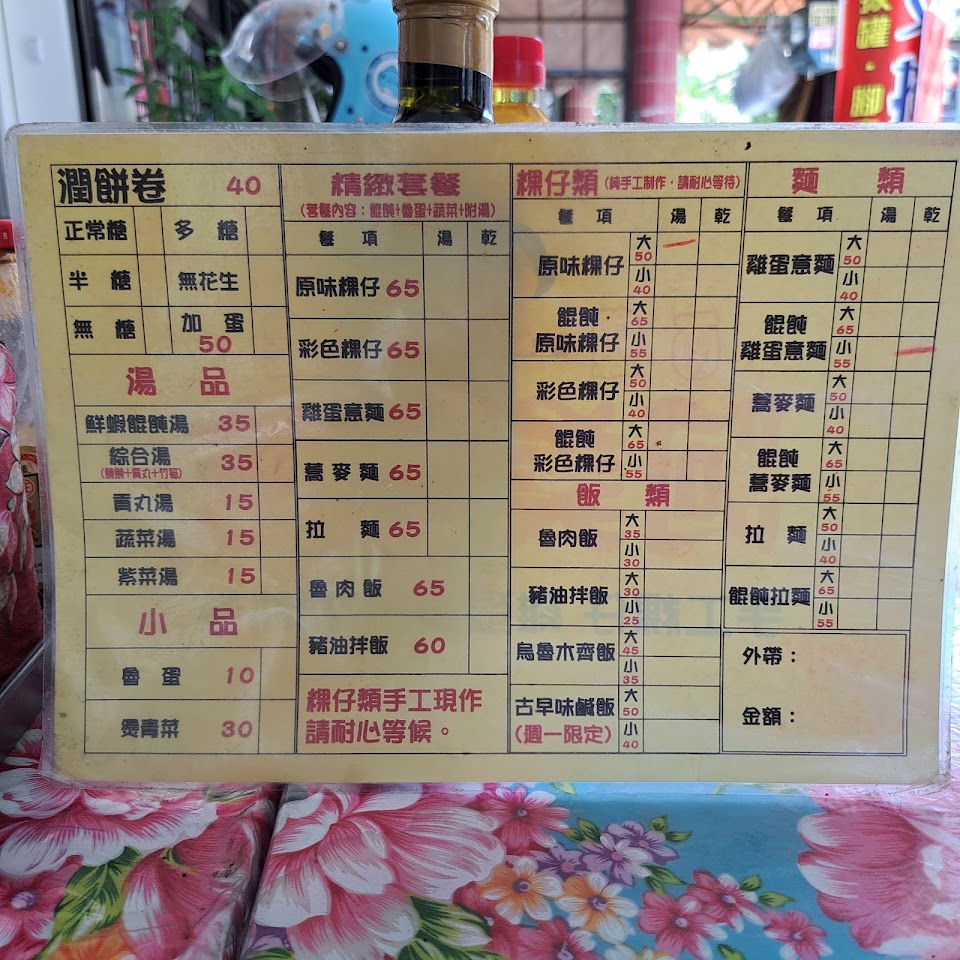 潤餅卷 40
正常糖 多糖
半糖 無花生
無糖 加蛋 50
湯品
鮮蝦餛飩湯 35
綜合湯 35
貢丸湯 15
蔬菜湯 15
紫菜湯 15
小品
魯蛋 10
燙青菜 30
精緻套餐
(套餐內容：餛飩+魯蛋+蔬菜+附湯)
餐項 湯 乾
原味粿仔 65
彩色粿仔 65
雞蛋意麵 65
蕎麥麵 65
拉麵 65
魯肉飯 65
豬油拌飯 60
粿仔類手工現作
請耐心等候。
粿仔類 (純手工制作，請耐心等待)
餐項 湯 乾
原味粿仔 大 50 小 40
餛飩 原味粿仔 大 65 小 55
彩色粿仔 大 50 小 40
餛飩 彩色粿仔 大 65 小 55
飯類
魯肉飯 大 35 小 30
豬油拌飯 大 30 小 25
烏魯木齊飯 大 45 小 35
古早味鹹飯 (週一限定) 大 50 小 40
麵類
餐項 湯 乾
雞蛋意麵 大 50 小 40
餛飩 雞蛋意麵 大 65 小 55
蕎麥麵 大 50 小 40
餛飩 蕎麥麵 大 65 小 55
拉麵 大 50 小 40
餛飩拉麵 大 65 小 55
外帶：
金額：